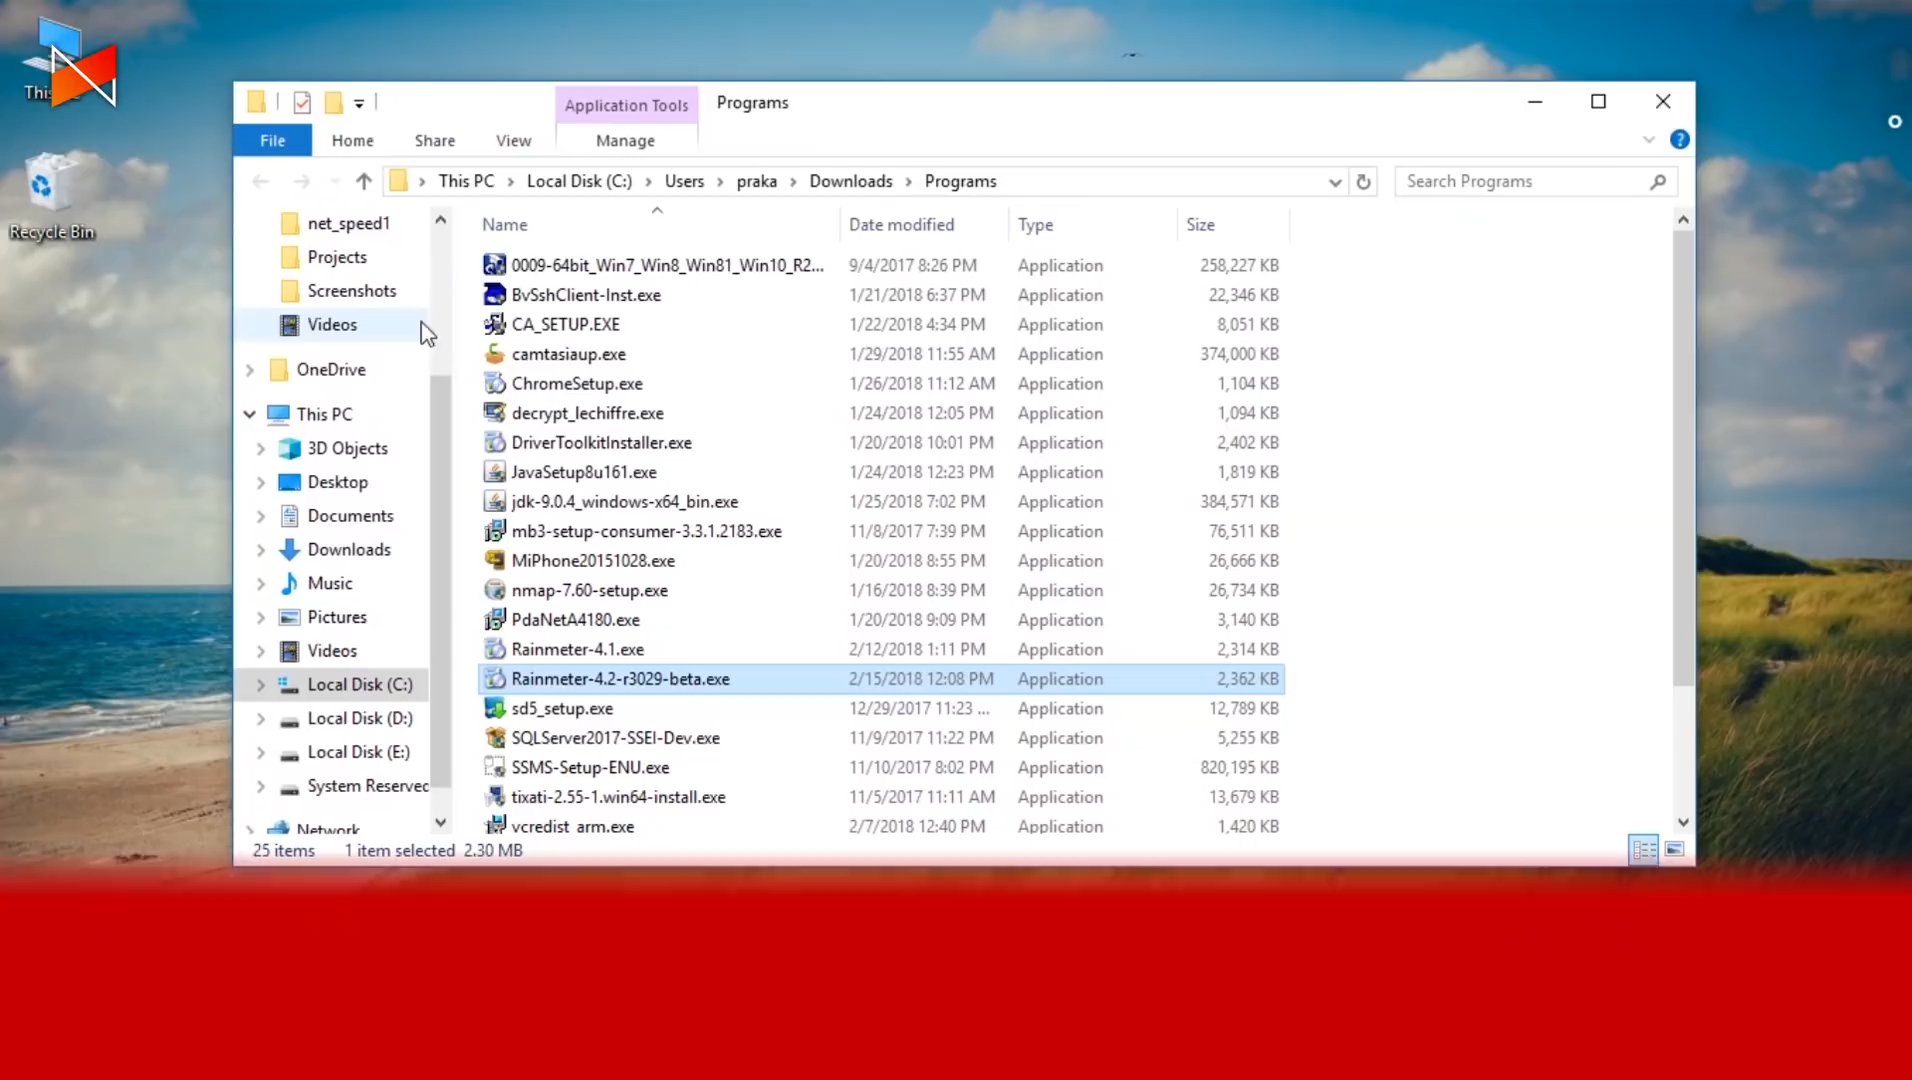 Application Tools Programs
File Home Share View Manage
This PC Local Disk (C:) Users praka Downloads Programs Search Programs
This
Recycle Bin
net_speed1
Projects
Screenshots
Videos
OneDrive
This PC
3D Objects
Desktop
Documents
Downloads
Music
Pictures
Videos
Local Disk (C:)
Local Disk (D:)
Local Disk (E:)
System Reserved
Network
Name Date modified Type Size
0009-64bit_Win7_Win8_Win81_Win10_R2... 9/4/2017 8:26 PM Application 258,227 KB
BvSshClient-Inst.exe 1/21/2018 6:37 PM Application 22,346 KB
CA_SETUP.EXE 1/22/2018 4:34 PM Application 8,051 KB
camtasiaup.exe 1/29/2018 11:55 AM Application 374,000 KB
ChromeSetup.exe 1/26/2018 11:12 AM Application 1,104 KB
decrypt_lechiffre.exe 1/24/2018 12:05 PM Application 1,094 KB
DriverToolkitInstaller.exe 1/20/2018 10:01 PM Application 2,402 KB
JavaSetup8u161.exe 1/24/2018 12:23 PM Application 1,819 KB
jdk-9.0.4_windows-x64_bin.exe 1/25/2018 7:02 PM Application 384,571 KB
mb3-setup-consumer-3.3.1.2183.exe 11/8/2017 7:39 PM Application 76,511 KB
MiPhone20151028.exe 1/20/2018 8:55 PM Application 26,666 KB
nmap-7.60-setup.exe 1/16/2018 8:39 PM Application 26,734 KB
PdaNetA4180.exe 1/20/2018 9:09 PM Application 3,140 KB
Rainmeter-4.1.exe 2/12/2018 1:11 PM Application 2,314 KB
Rainmeter-4.2-r3029-beta.exe 2/15/2018 12:08 PM Application 2,362 KB
sd5_setup.exe 12/29/2017 11:23 ... Application 12,789 KB
SQLServer2017-SSEI-Dev.exe 11/9/2017 11:22 PM Application 5,255 KB
SSMS-Setup-ENU.exe 11/10/2017 8:02 PM Application 820,195 KB
tixati-2.55-1.win64-install.exe 11/5/2017 11:11 AM Application 13,679 KB
vcredist_arm.exe 2/7/2018 12:40 PM Application 1,420 KB
25 items 1 item selected 2.30 MB